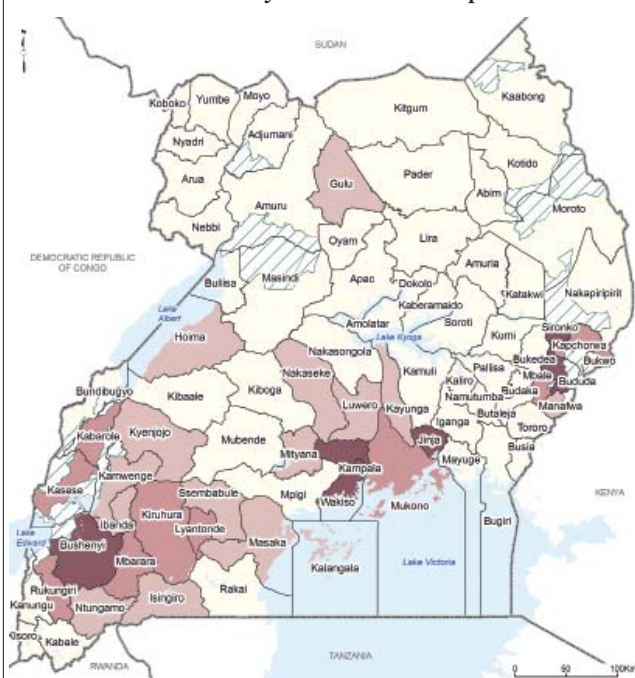 SUDAN
Koboko
Yumbe
Moyo
Kaabong
Kitgum
Adjumani
Nyadri
Kotido
Gulu
Arua
Pader
Abim
Moroto
Amuru
Nebbi
Oyam
Lira
DEMOCRATIC REPUBLIC
OF CONGO
Amuria
Masindi
Apac
Dokolo
Katakwi
Nakapiripirit
Buliisa
Kaberamaido
Lake
Albert
Amolatar
Soroti
Sironko
Lake Kyoga
Kumi
Kapchorwa
Hoima
Nakasongola
Bukedea
Bukwo
Nakaseke
Kamuli
Pallisa
Mbale
Kaliro
Bududa
Bundibugyo
Kiboga
Luwero
Kayunga
Namutumba
Budaka
Kibaale
Manafwa
Butaleja
Kabarole
Kyenjojo
Iganga
Tororo
Mubende
Mityana
Jinja
Kampala
Mayuge
Busia
Kamwenge
Kasese
Ssembabule
Mpigi
Wakiso
KENYA
Kiruhura
Mukono
Ibanda
Lyantonde
Bugiri
Lake
Edward
Bushenyi
Masaka
Mbarara
Kalangala
Lake Victoria
Rukungiri
Rakai
Isingiro
Kanungu
Ntungamo
Kabale
TANZANIA
RWANDA
0 50